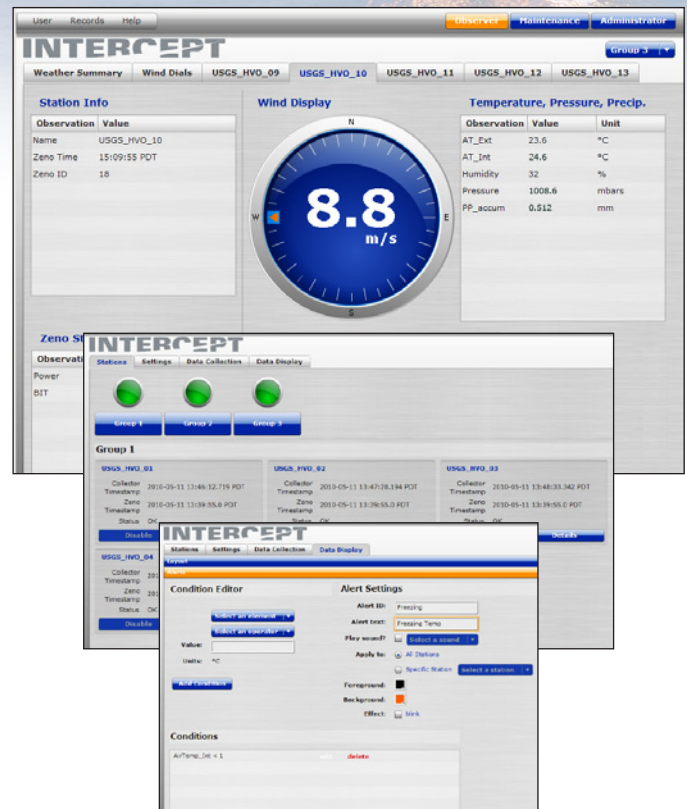 User Records Help Observer Maintenance Administrator
INTERCEPT
Group 3
Weather Summary Wind Dials USGS_HVO_09 USGS_HVO_10 USGS_HVO_11 USGS_HVO_12 USGS_HVO_13
Station Info
Observation Value
Name USGS_HVO_10
Zeno Time 15:09:55 PDT
Zeno ID 18
Wind Display
N
W
E
S
8.8
m/s
Temperature, Pressure, Precip.
Observation Value Unit
AT_Ext 23.6 °C
AT_Int 24.6 °C
Humidity 32 %
Pressure 1008.6 mbars
PP_accum 0.512 mm
Zeno St
Observati
Power
BIT
INTERCEPT
Stations Settings Data Collection Data Display
Group 1 Group 2 Group 3
Group 1
USGS_HVO_01
Collector Timestamp 2010-05-11 13:46:12.719 PDT
Zeno Timestamp 2010-05-11 13:39:55.0 PDT
Status OK
Disable
USGS_HVO_02
Collector Timestamp 2010-05-11 13:47:28.194 PDT
Zeno Timestamp 2010-05-11 13:39:55.0 PDT
Status OK
USGS_HVO_03
Collector Timestamp 2010-05-11 13:48:33.342 PDT
Zeno Timestamp 2010-05-11 13:39:55.0 PDT
Status OK
Details
USGS_HVO_04
Collector Timestamp 201
Zeno Timestamp 201
Status OK
Disable
INTERCEPT
Stations Settings Data Collection Data Display
Layout
Alerts
Condition Editor
Select an element
Select an operator
Value:
Units: °C
Add Condition
Alert Settings
Alert ID: Freezing
Alert text: Freezing Temp
Play sound? Select a sound
Apply to: All Stations
Specific Station Select a station
Foreground:
Background:
Effect: blink
Conditions
AirTemp_Int < 1 delete